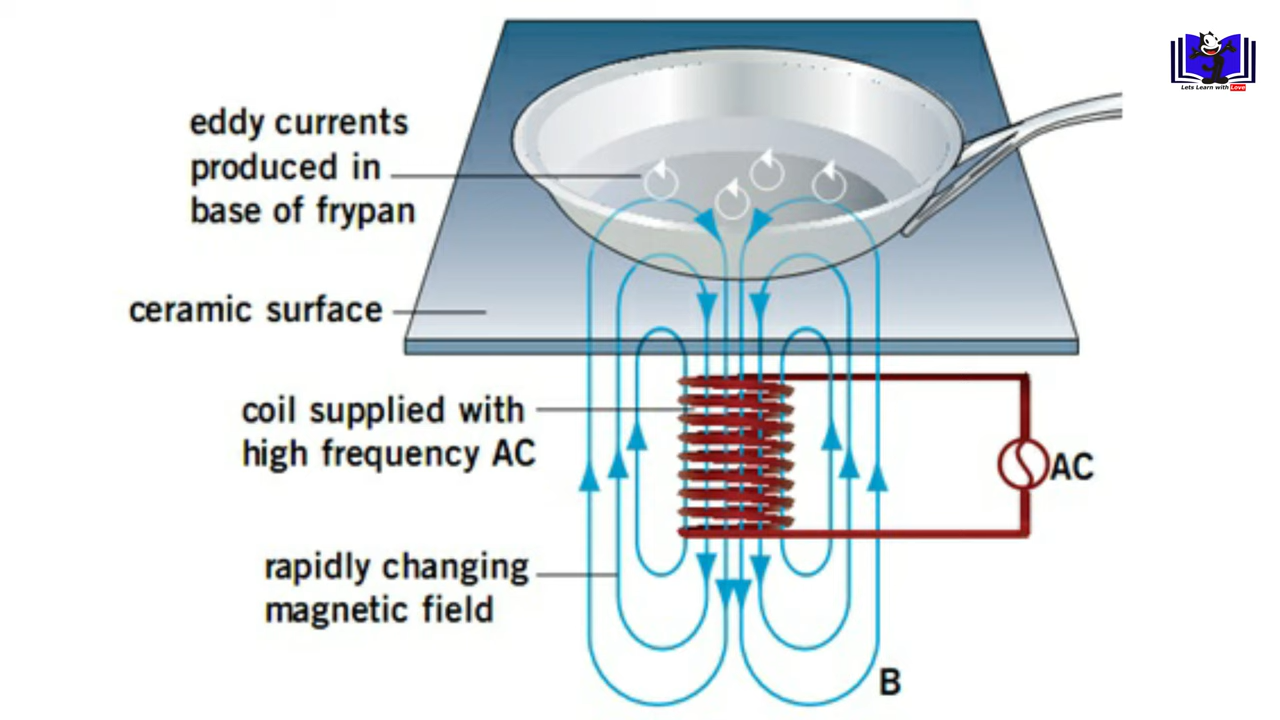 Lets Learn with Love
eddy currents
produced in
base of frypan
ceramic surface
coil supplied with
high frequency AC
AC
rapidly changing
magnetic field
B